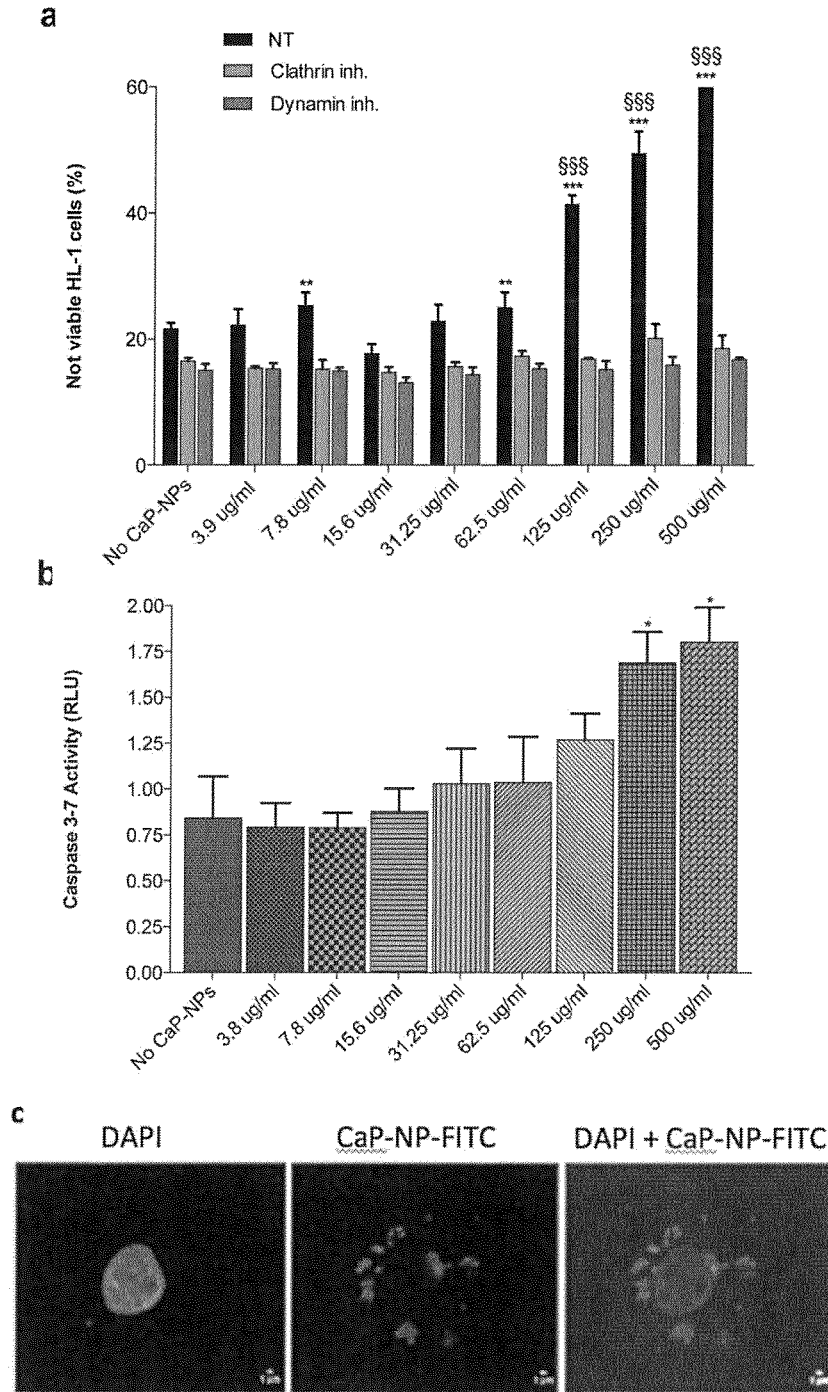 a
NT
Clathrin inh.
Dynamin inh.
Not viable HL-1 cells (%)
60
40
20
0
**
**
§§§
***
§§§
***
§§§
***
No CaP-NPs
3.9 ug/ml
7.8 ug/ml
15.6 ug/ml
31.25 ug/ml
62.5 ug/ml
125 ug/ml
250 ug/ml
500 ug/ml
b
Caspase 3-7 Activity (RLU)
2.00
1.75
1.50
1.25
1.00
0.75
0.50
0.25
0.00
*
*
No CaP-NPs
3.8 ug/ml
7.8 ug/ml
15.6 ug/ml
31.25 ug/ml
62.5 ug/ml
125 ug/ml
250 ug/ml
500 ug/ml
c
DAPI
CaP-NP-FITC
DAPI + CaP-NP-FITC